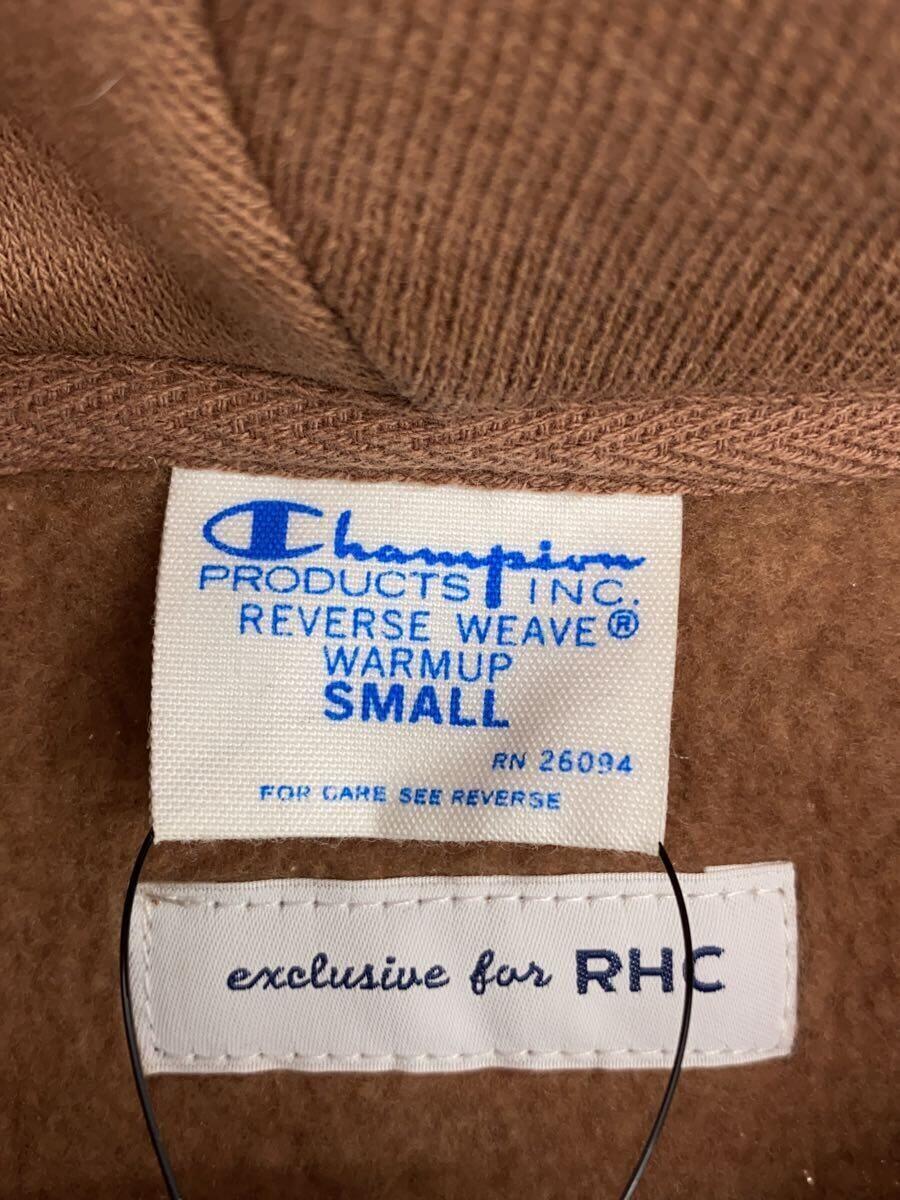 Champion
PRODUCTS INC.
REVERSE WEAVE®
WARMUP
SMALL
RN 26094
FOR CARE SEE REVERSE
exclusive for RHC